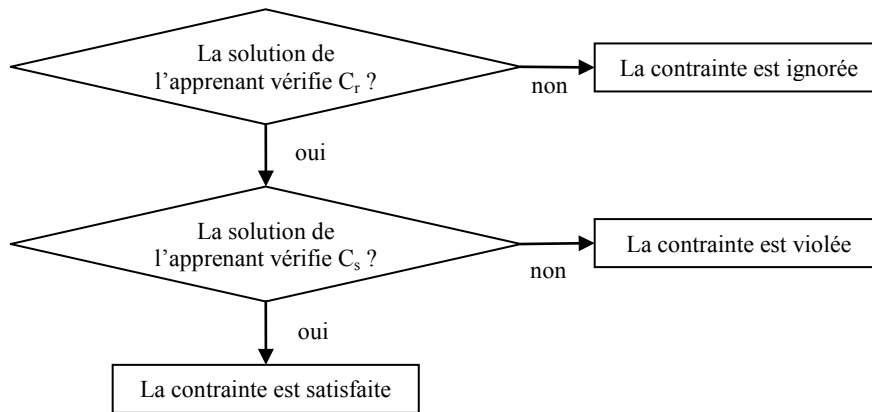 La solution de
l’apprenant vérifie Cr ?
non
La contrainte est ignorée
oui
La solution de
l’apprenant vérifie Cs ?
non
La contrainte est violée
oui
La contrainte est satisfaite